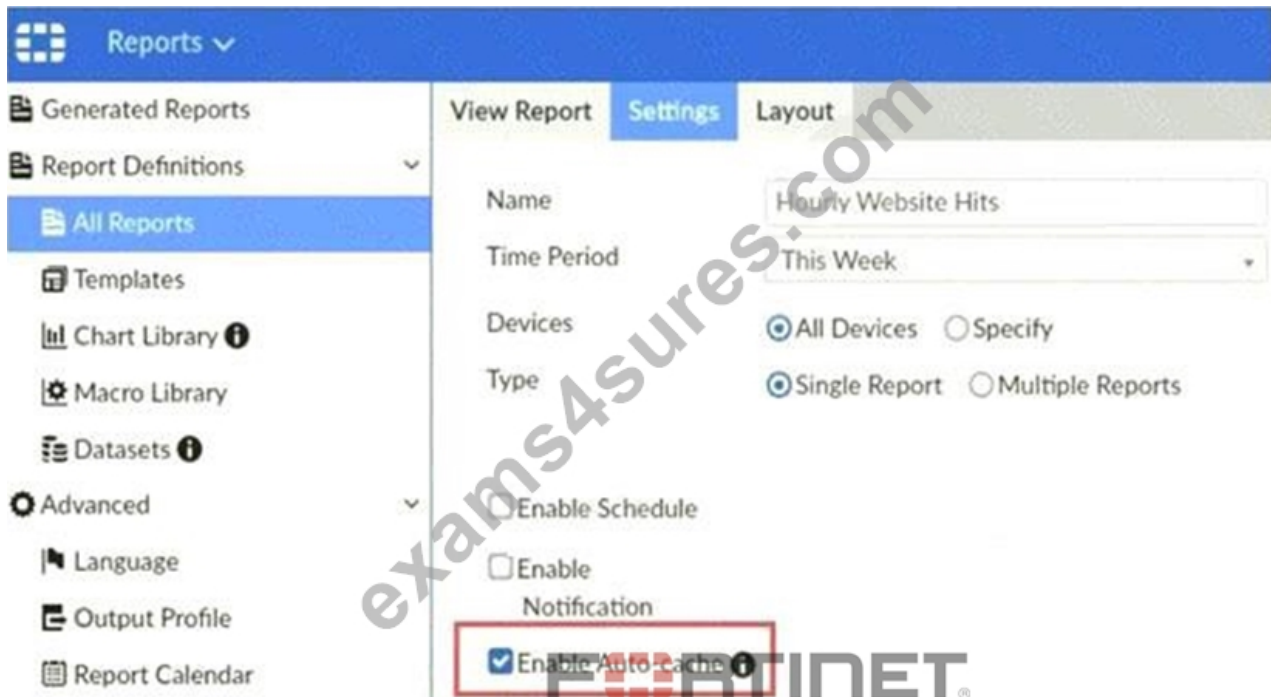 Reports
Generated Reports
Report Definitions
All Reports
Templates
Chart Library
Macro Library
Datasets
Advanced
Language
Output Profile
Report Calendar
View Report Settings Layout
Name Hourly Website Hits
Time Period This Week
Devices All Devices Specify
Type Single Report Multiple Reports
Enable Schedule
Enable
Notification
Enable Auto-cache
exams4sures.com
FORTINET